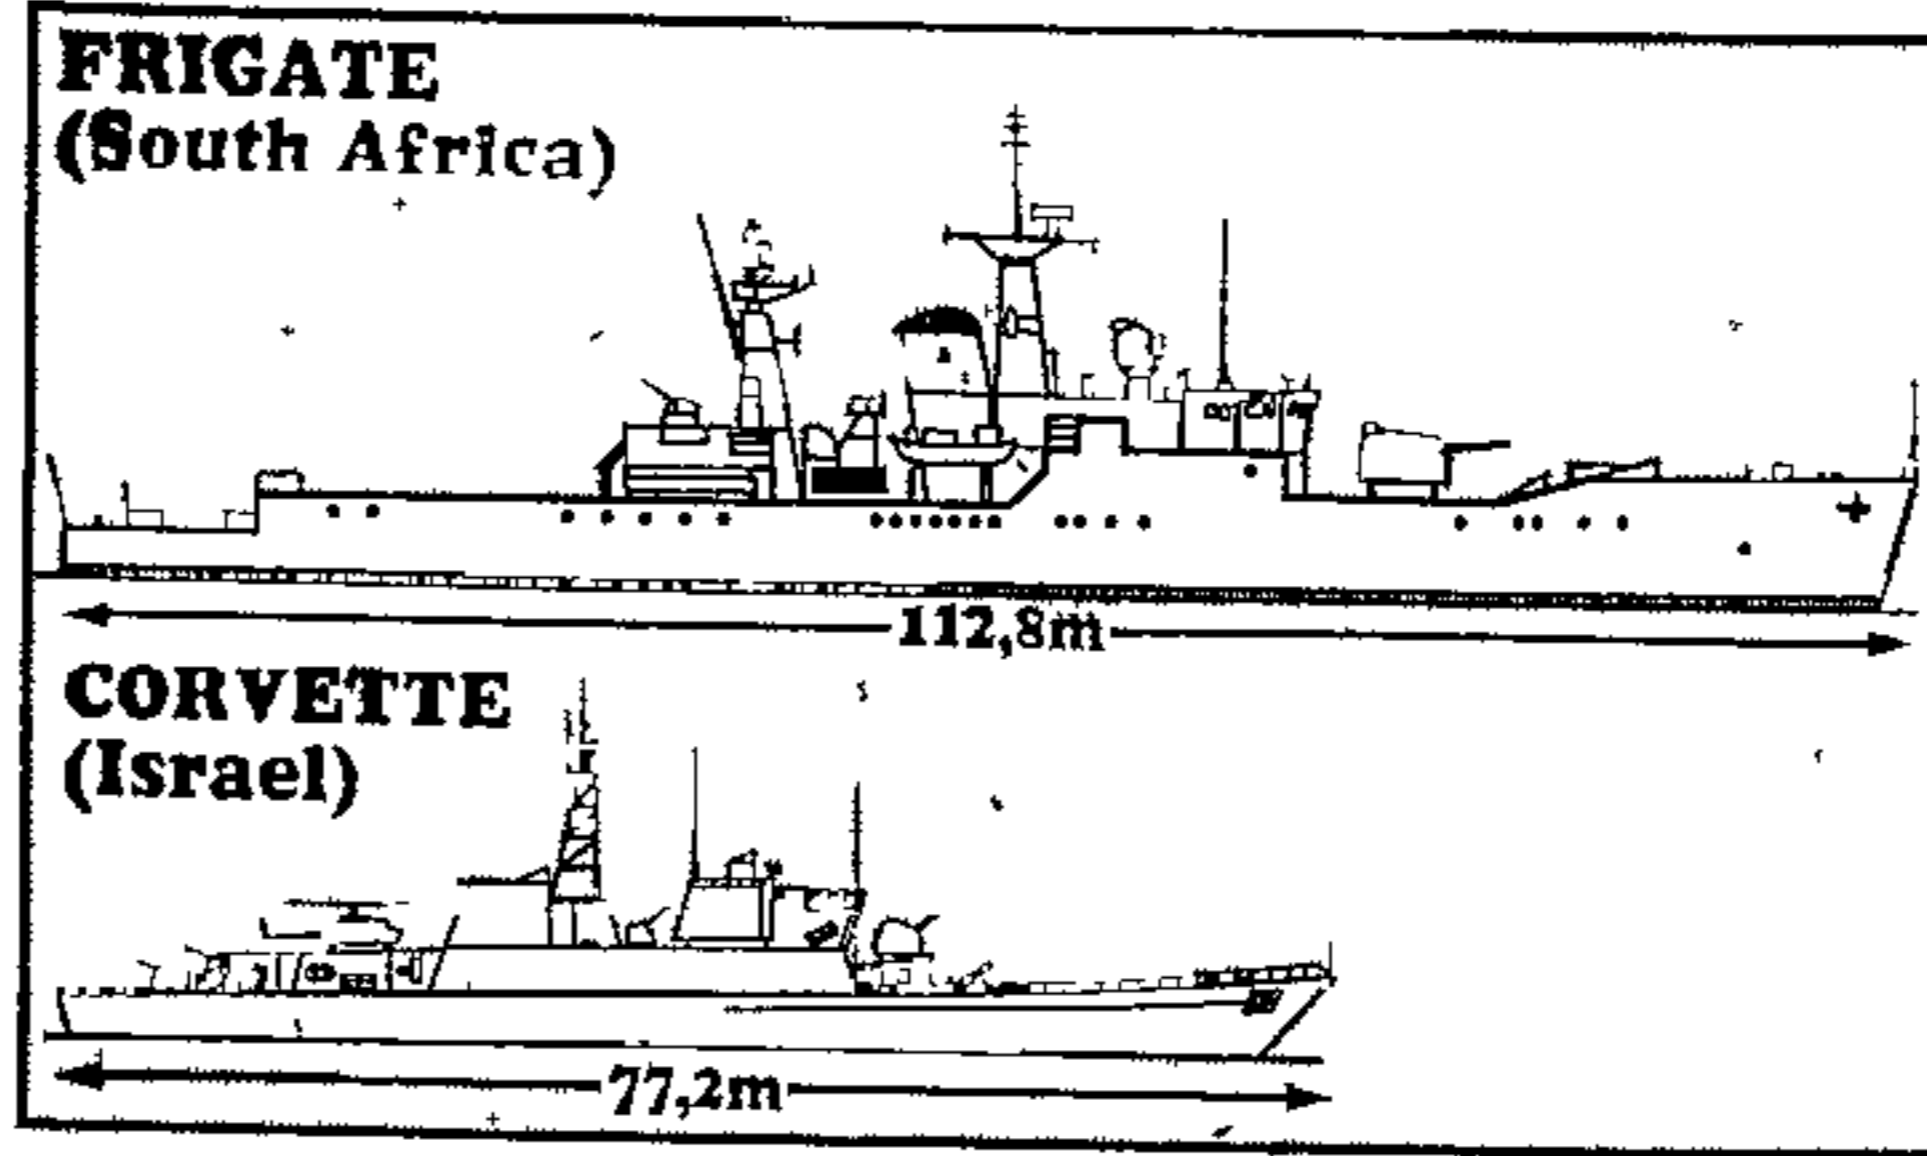 FRIGATE
(South Africa)
112,8m
CORVETTE
(Israel)
77,2m